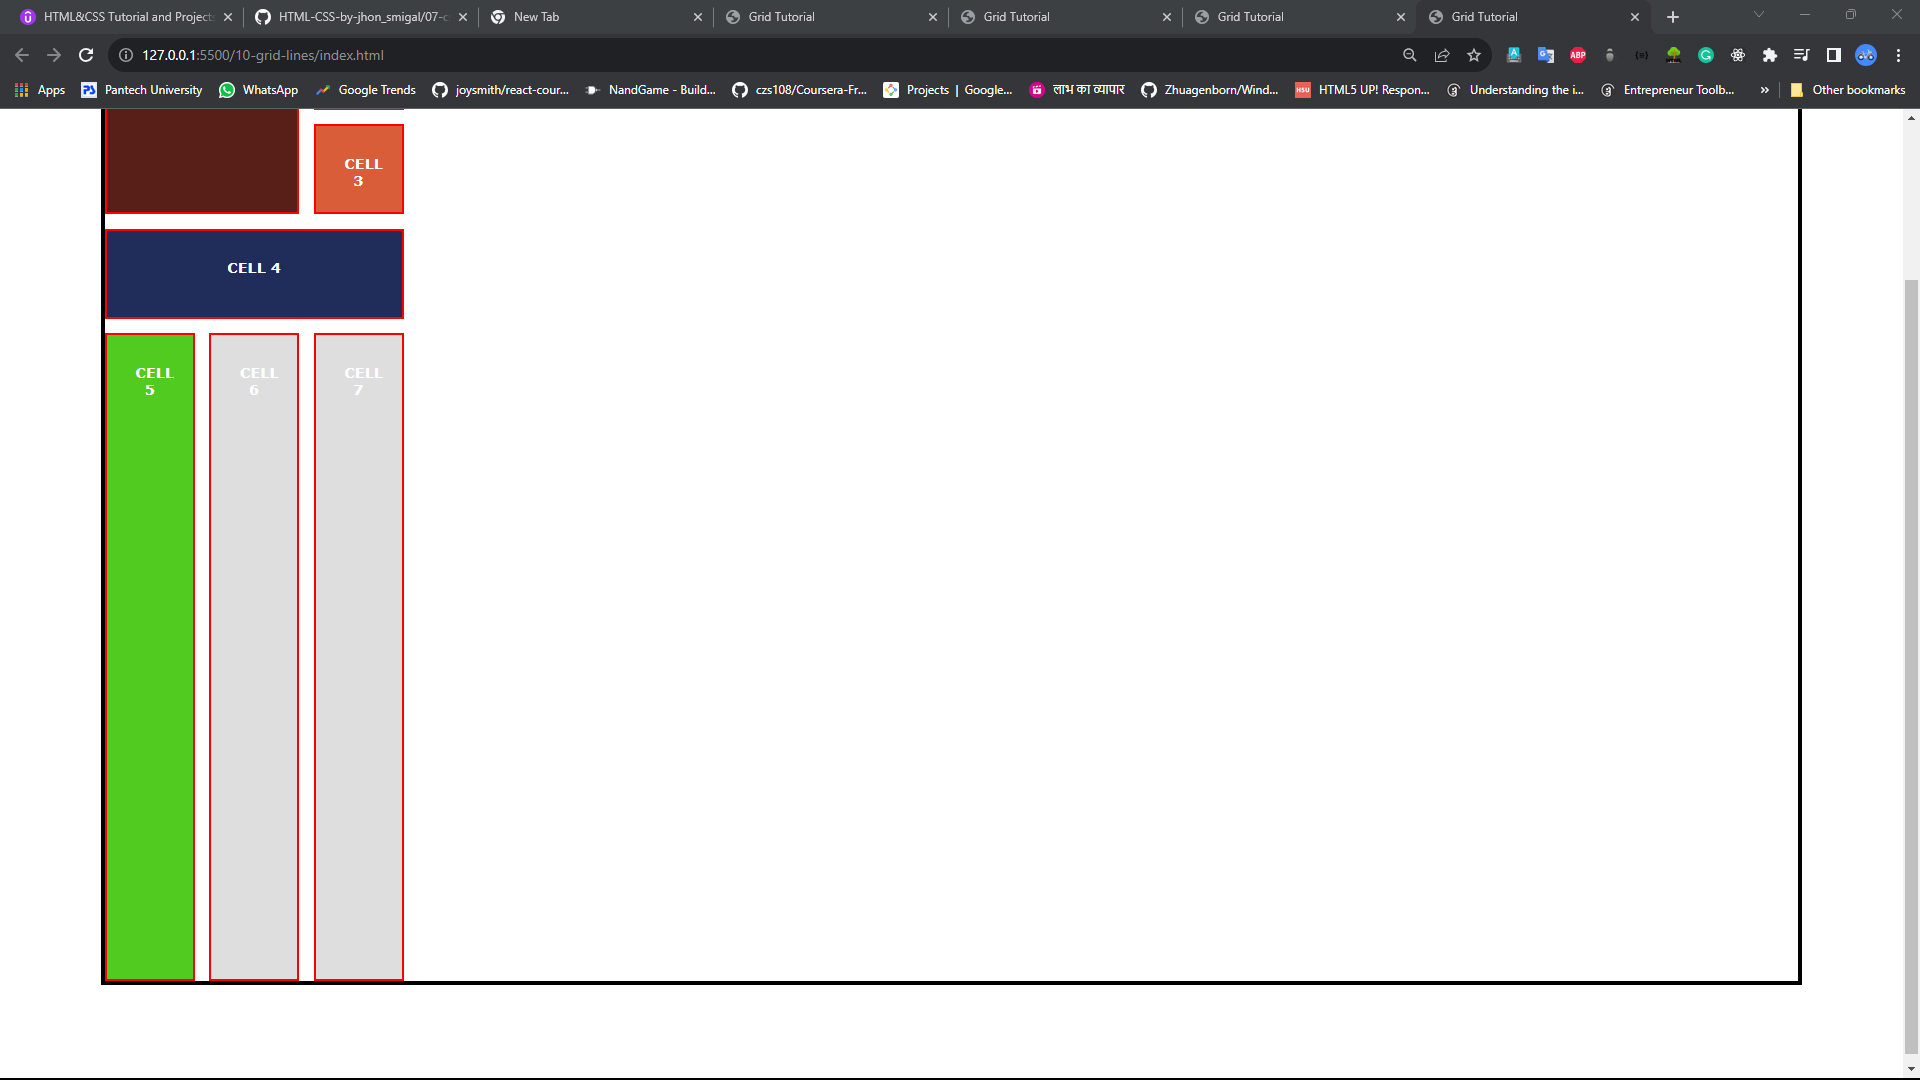 HTML&CSS Tutorial and Projects
HTML-CSS-by-jhon_smigal/07-c
New Tab
Grid Tutorial
Grid Tutorial
Grid Tutorial
Grid Tutorial
127.0.0.1:5500/10-grid-lines/index.html
ABP
Apps
Pantech University
WhatsApp
Google Trends
joysmith/react-cour...
NandGame - Build...
czs108/Coursera-Fr...
Projects | Google...
लाभ का व्यापार
Zhuagenborn/Wind...
HSU
HTML5 UP! Respon...
Understanding the i...
Entrepreneur Toolb...
»
Other bookmarks
CELL
3
CELL 4
CELL
5
CELL
6
CELL
7